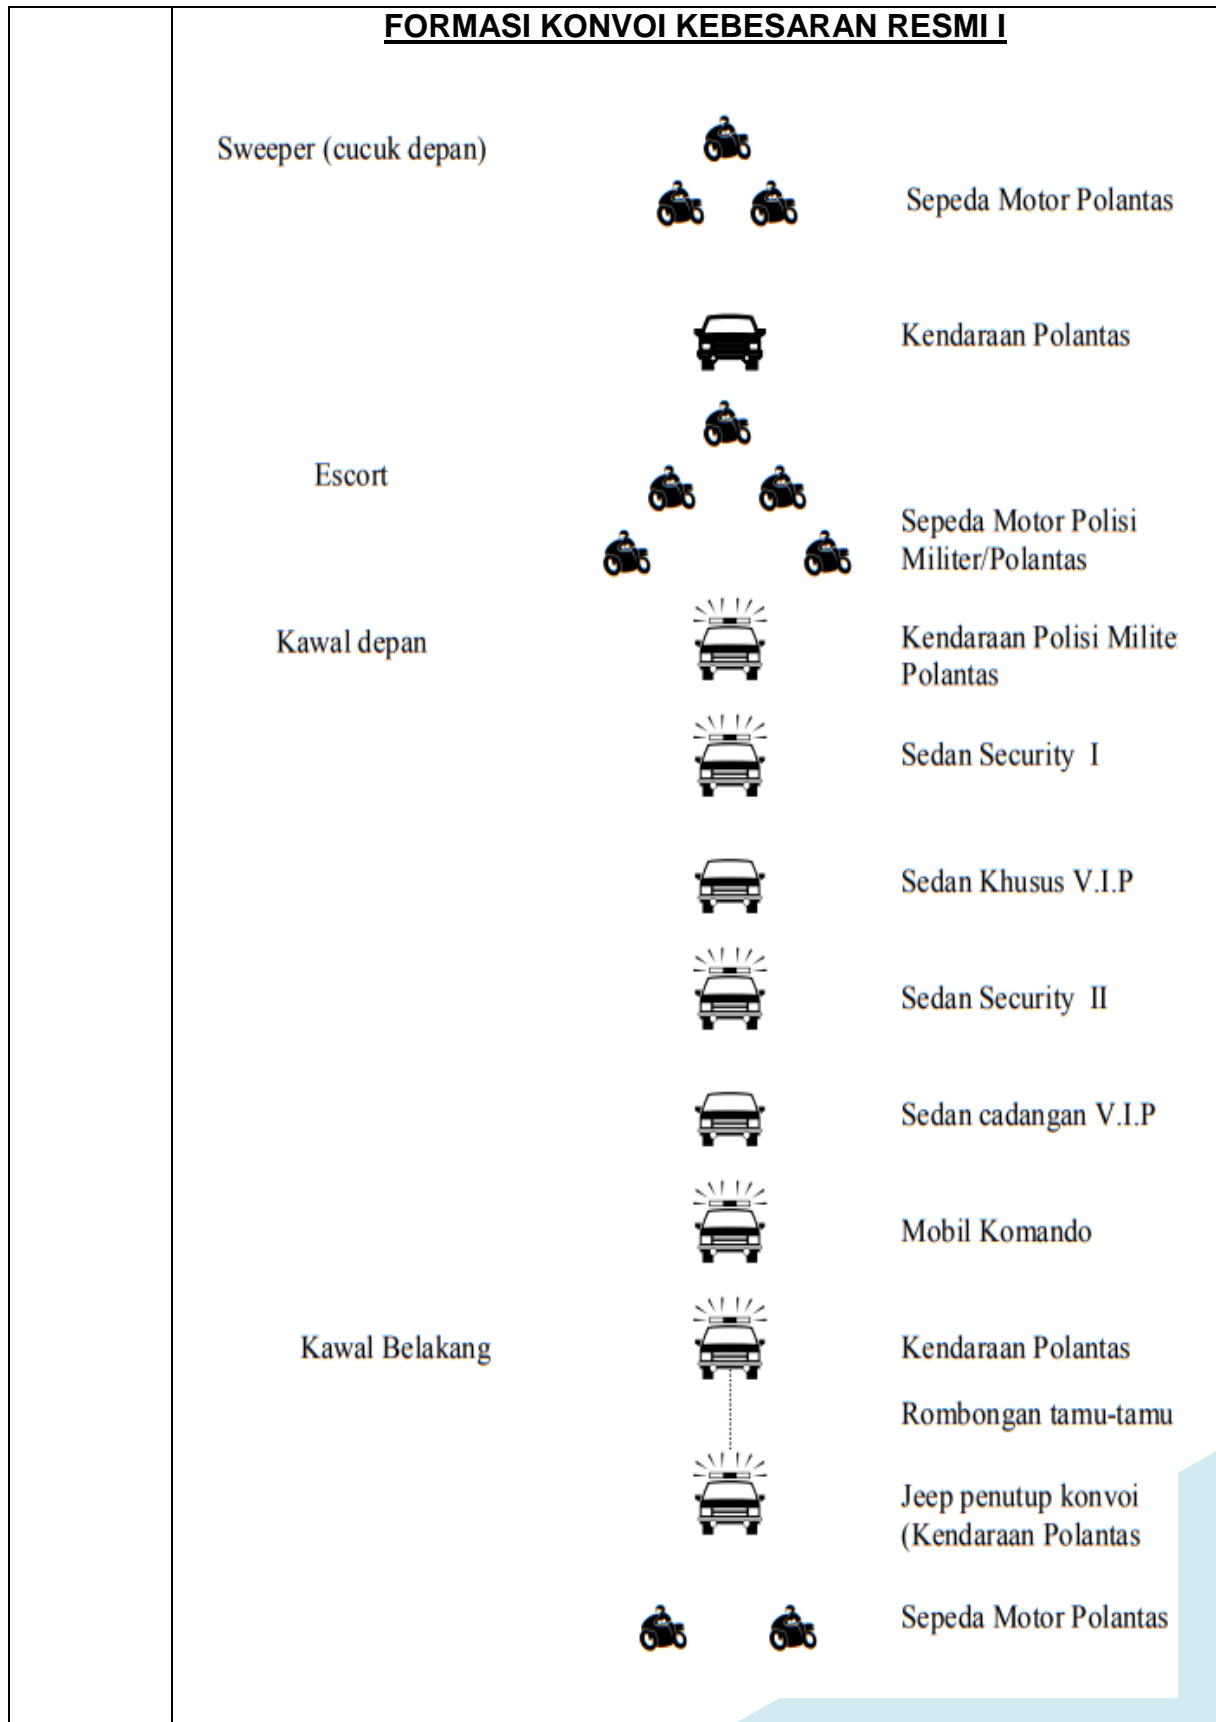 FORMASI KONVOI KEBESARAN RESMI I
Sweeper (cucuk depan)
Sepeda Motor Polantas
Kendaraan Polantas
Escort
Sepeda Motor Polisi
Militer/Polantas
Kawal depan
Kendaraan Polisi Milite
Polantas
Sedan Security I
Sedan Khusus V.I.P
Sedan Security II
Sedan cadangan V.I.P
Mobil Komando
Kawal Belakang
Kendaraan Polantas
Rombongan tamu-tamu
Jeep penutup konvoi
(Kendaraan Polantas
Sepeda Motor Polantas